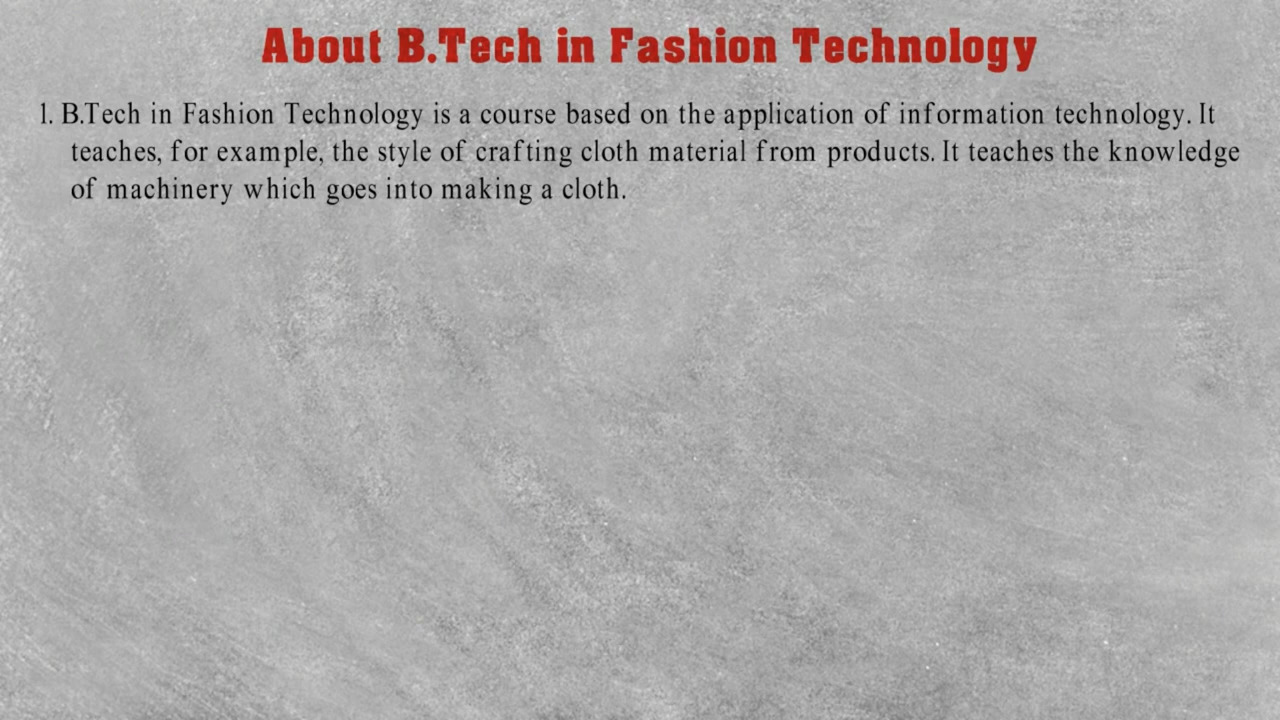 About B.Tech in Fashion Technology
1. B.Tech in Fashion Technology is a course based on the application of information technology. It
teaches, for example, the style of crafting cloth material from products. It teaches the knowledge
of machinery which goes into making a cloth.